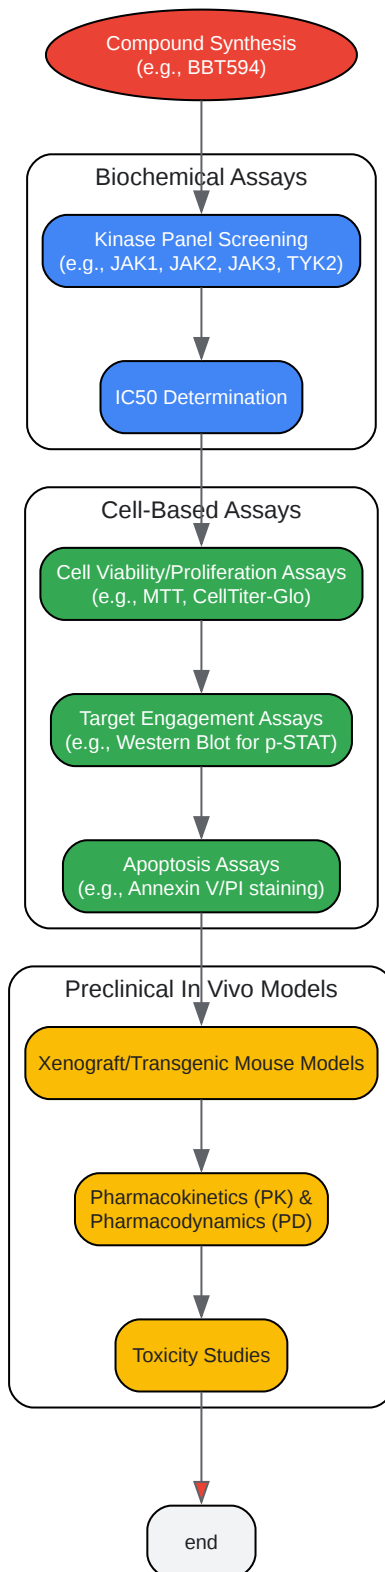 Compound Synthesis
(e.g., BBT594)
Biochemical Assays
Kinase Panel Screening
(e.g., JAK1, JAK2, JAK3, TYK2)
IC50 Determination
Cell-Based Assays
Cell Viability/Proliferation Assays
(e.g., MTT, CellTiter-Glo)
Target Engagement Assays
(e.g., Western Blot for p-STAT)
Apoptosis Assays
(e.g., Annexin V/PI staining)
Preclinical In Vivo Models
Xenograft/Transgenic Mouse Models
Pharmacokinetics (PK) &
Pharmacodynamics (PD)
Toxicity Studies
end